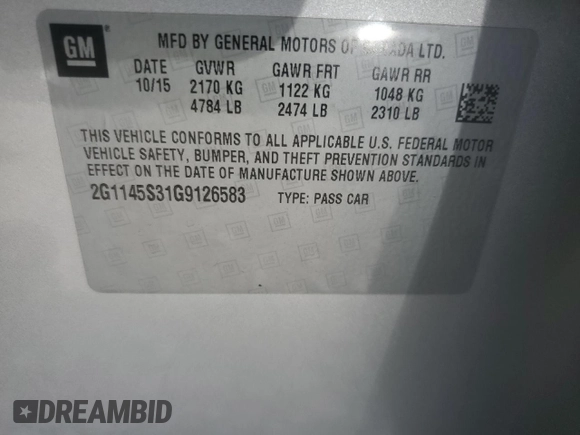 GM
MFD BY GENERAL MOTORS OF CANADA LTD.
DATE GVWR GAWR FRT GAWR RR
10/15 2170 KG 1122 KG 1048 KG
4784 LB 2474 LB 2310 LB
THIS VEHICLE CONFORMS TO ALL APPLICABLE U.S. FEDERAL MOTOR
VEHICLE SAFETY, BUMPER, AND THEFT PREVENTION STANDARDS IN
EFFECT ON THE DATE OF MANUFACTURE SHOWN ABOVE.
2G1145S31G9126583 TYPE: PASS CAR
DREAMBID